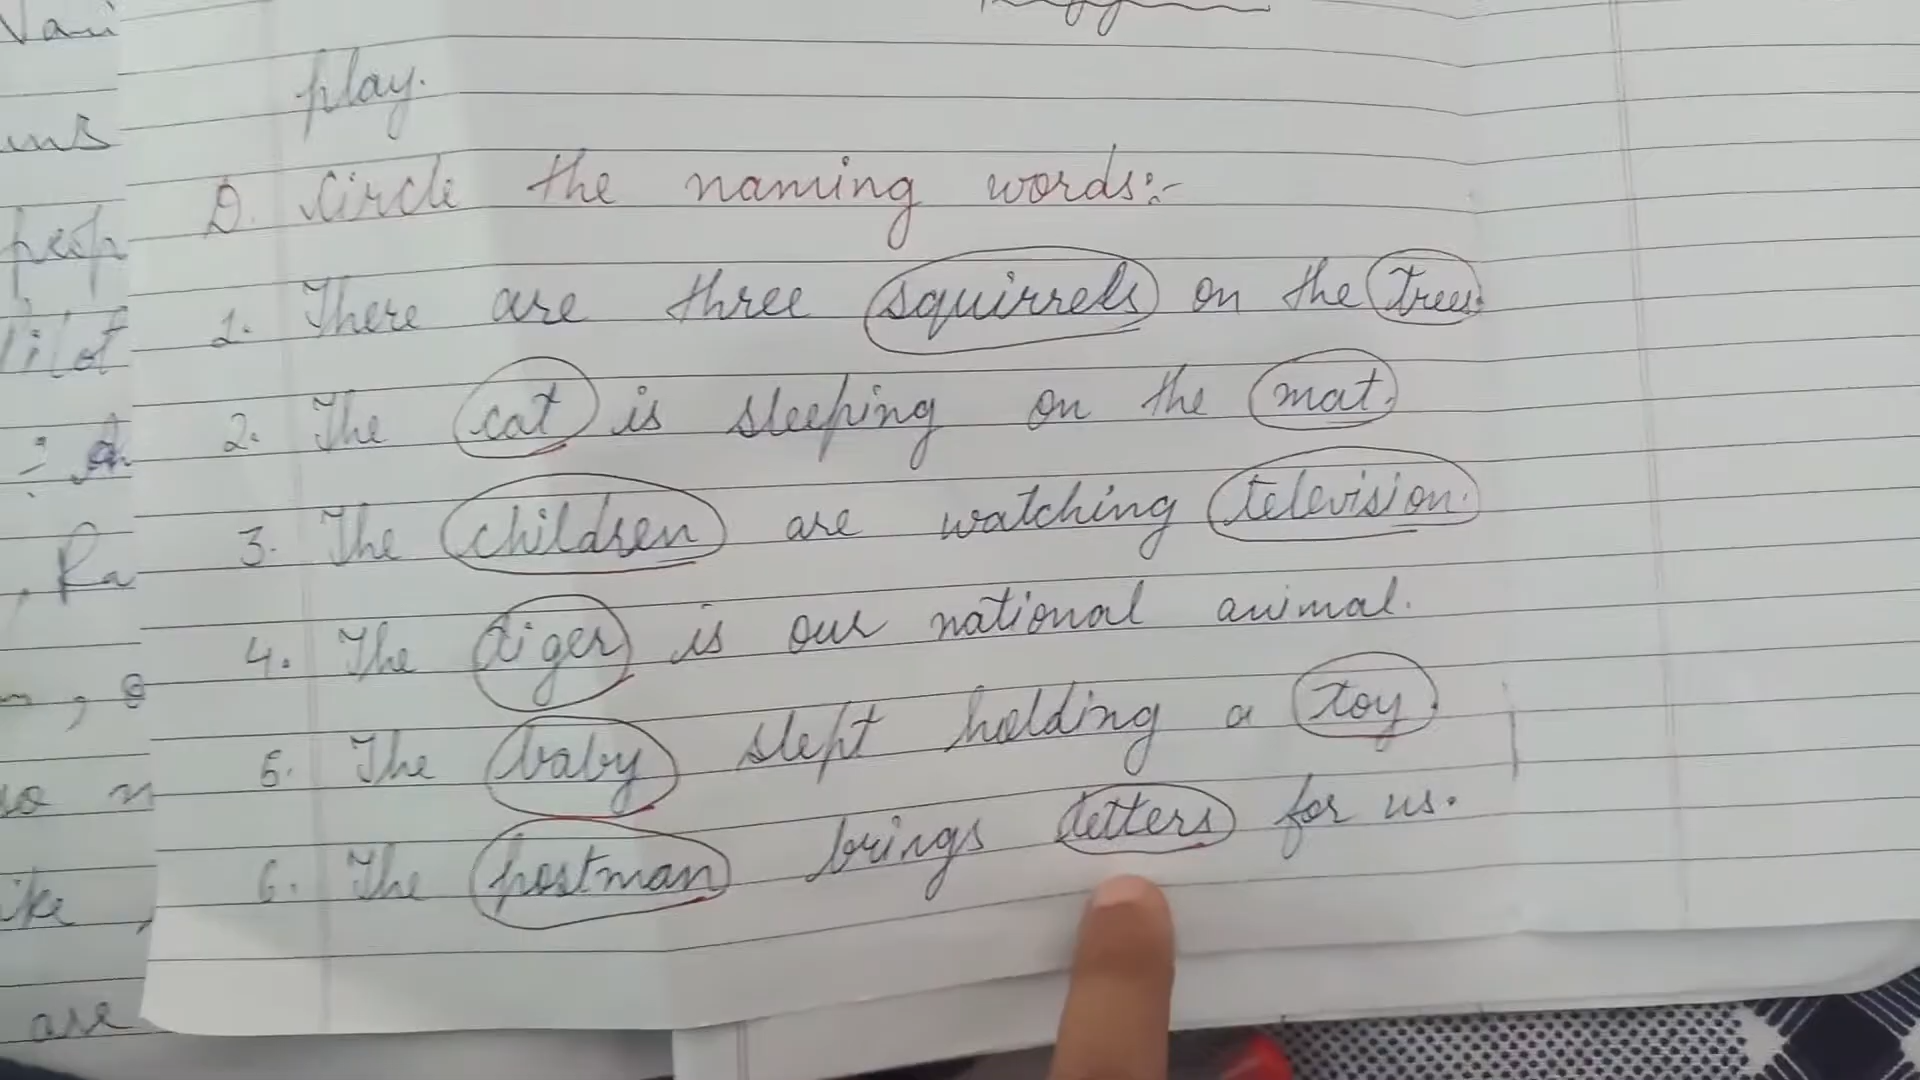 play.
D. Circle the naming words:-
1. There are three squirrels on the trees.
2. The cat is sleeping on the mat.
3. The children are watching television.
4. The tiger is our national animal.
5. The baby slept holding a toy
6. The postman brings letters for us.
are